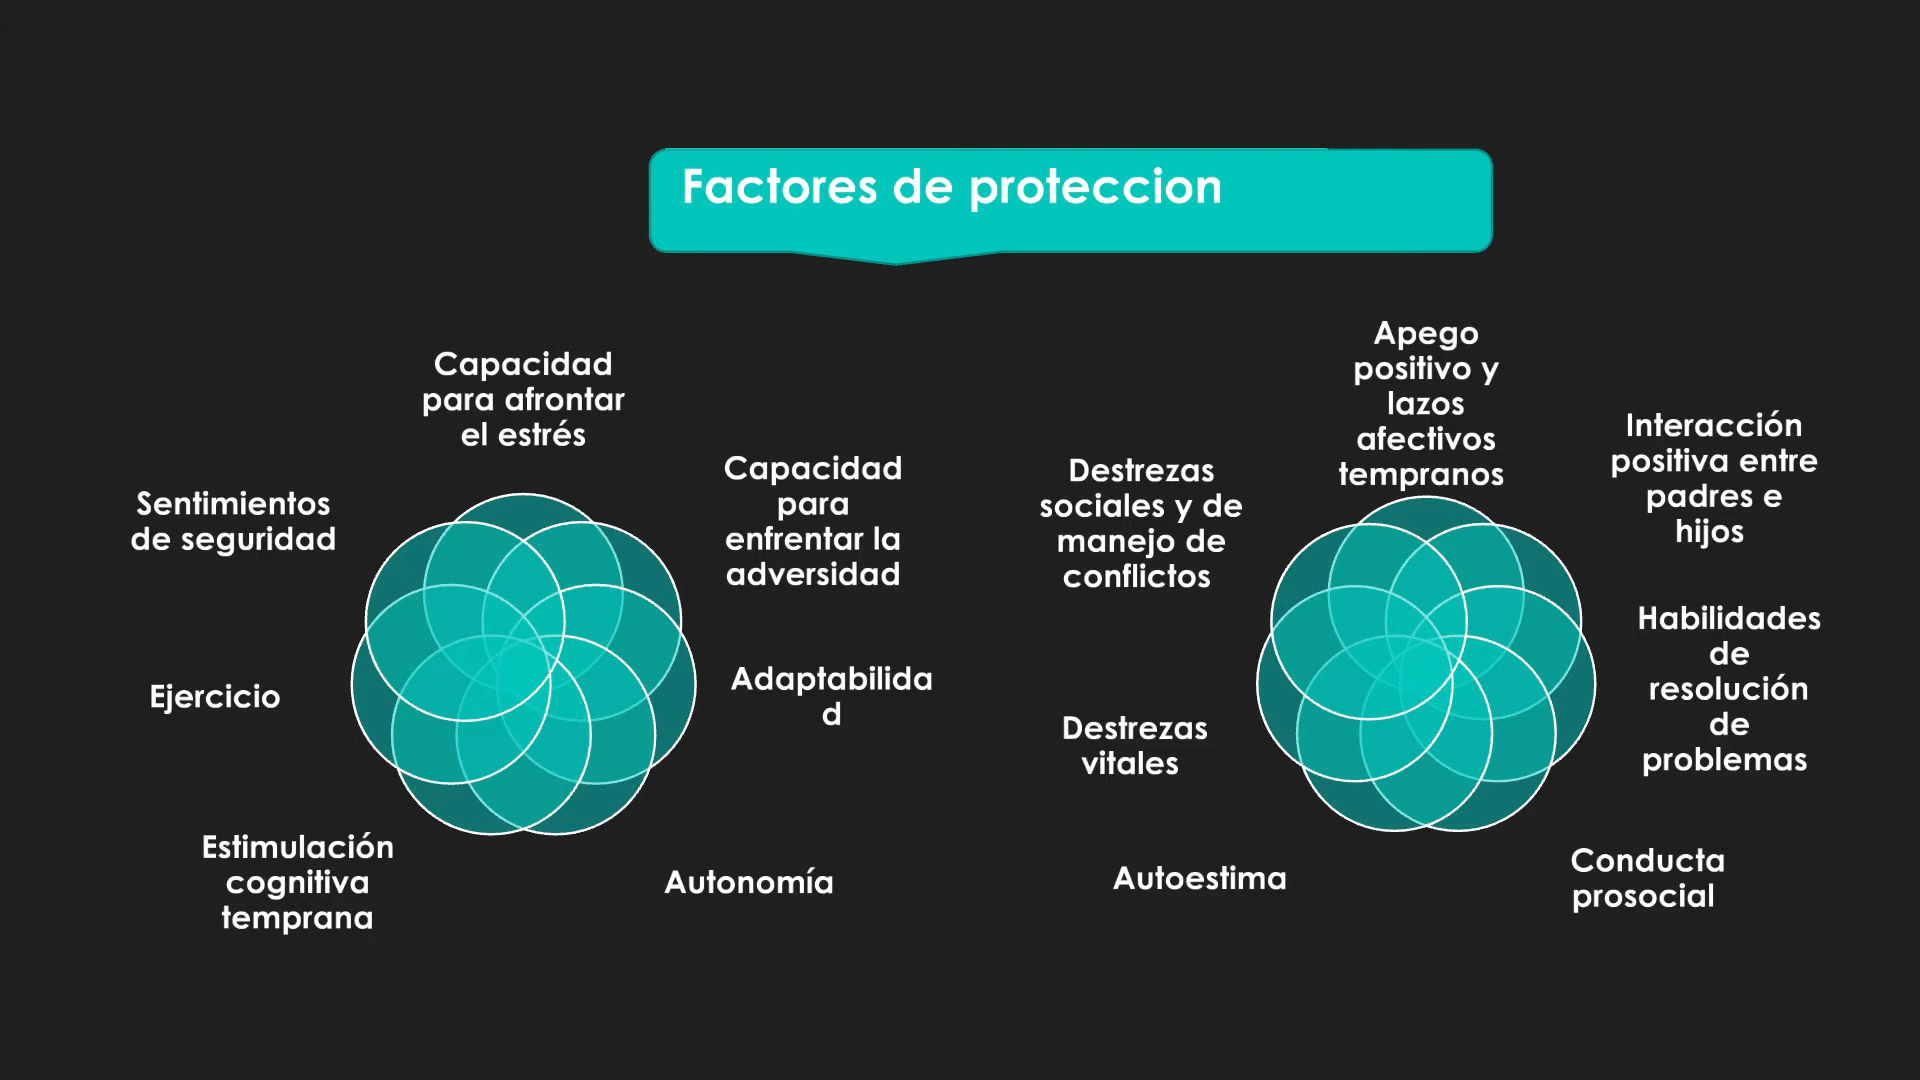 Factores de proteccion
Capacidad
para afrontar
el estrés
Capacidad
para
enfrentar la
adversidad
Adaptabilida
d
Autonomía
Estimulación
cognitiva
temprana
Ejercicio
Sentimientos
de seguridad
Apego
positivo y
lazos
afectivos
tempranos
Interacción
positiva entre
padres e
hijos
Habilidades
de
resolución
de
problemas
Conducta
prosocial
Autoestima
Destrezas
vitales
Destrezas
sociales y de
manejo de
conflictos